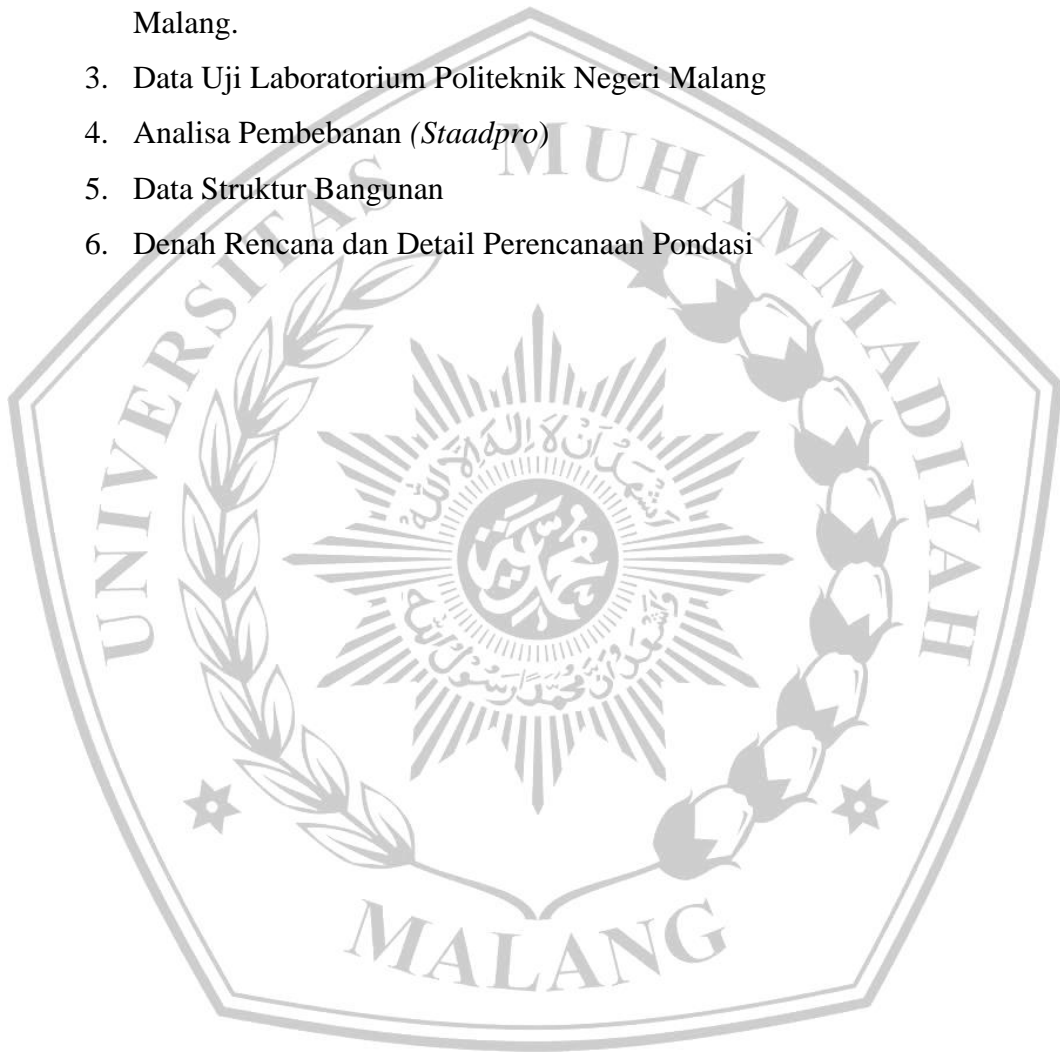 Malang.
3. Data Uji Laboratorium Politeknik Negeri Malang
4. Analisa Pembebanan (Staadpro)
5. Data Struktur Bangunan
6. Denah Rencana dan Detail Perencanaan Pondasi
UNIVERSITAS MUHAMMADIYAH
MALANG